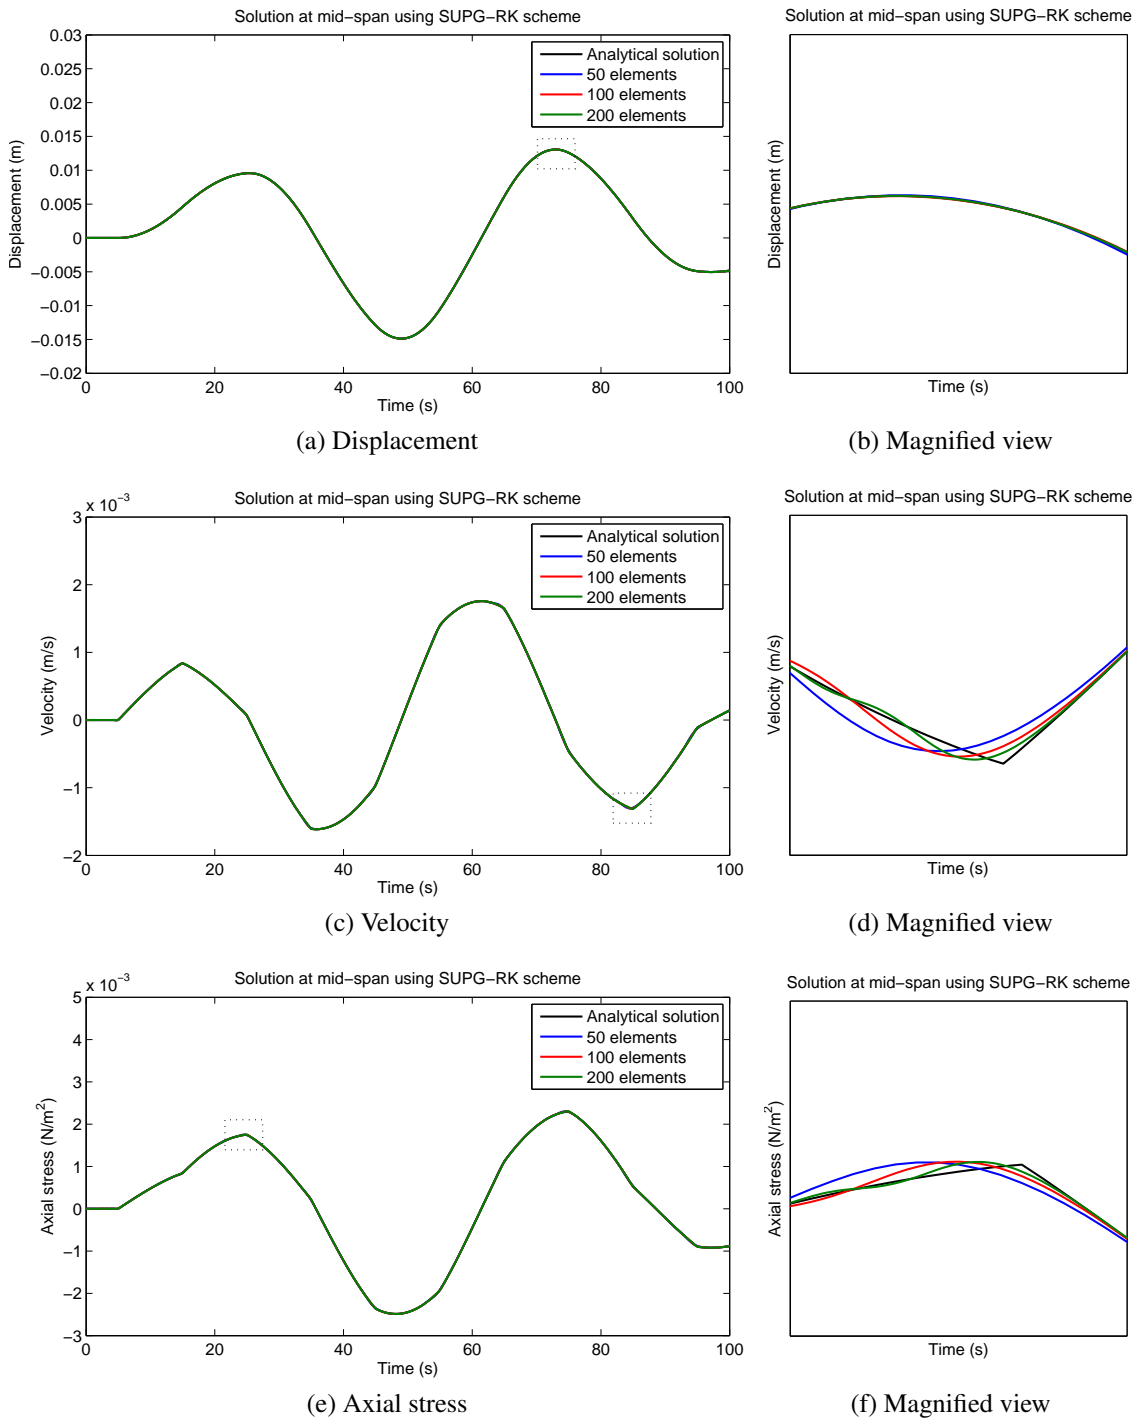 Solution at mid−span using SUPG−RK scheme
Solution at mid−span using SUPG−RK scheme
0.03
0.025
0.02
0.015
0.01
0.005
0
−0.005
−0.01
−0.015
−0.02
Displacement (m)
Analytical solution
50 elements
100 elements
200 elements
0 20 40 60 80 100
Time (s)
Displacement (m)
Time (s)
(a) Displacement
(b) Magnified view
Solution at mid−span using SUPG−RK scheme
Solution at mid−span using SUPG−RK scheme
x 10−3
3
2
1
0
−1
−2
Velocity (m/s)
Analytical solution
50 elements
100 elements
200 elements
0 20 40 60 80 100
Time (s)
Velocity (m/s)
Time (s)
(c) Velocity
(d) Magnified view
Solution at mid−span using SUPG−RK scheme
Solution at mid−span using SUPG−RK scheme
x 10−3
5
4
3
2
1
0
−1
−2
−3
Axial stress (N/m2)
Analytical solution
50 elements
100 elements
200 elements
0 20 40 60 80 100
Time (s)
Axial stress (N/m2)
Time (s)
(e) Axial stress
(f) Magnified view